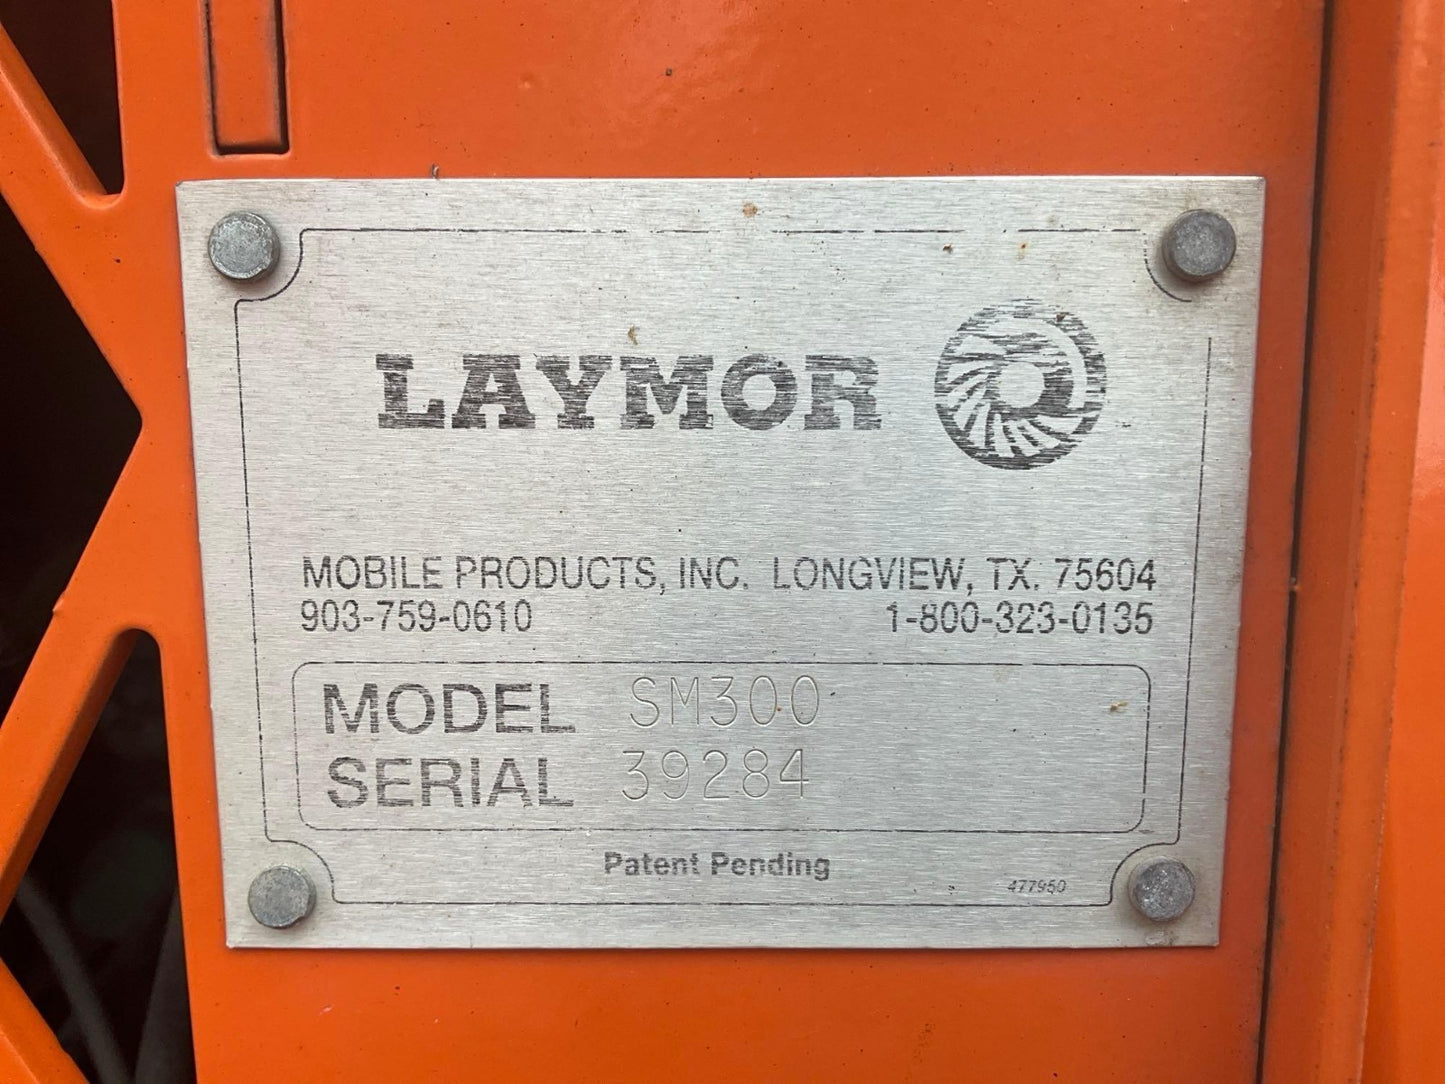 LAYMOR
MOBILE PRODUCTS, INC. LONGVIEW, TX. 75604
903-759-0610 1-800-323-0135
MODEL SM300
SERIAL 39284
Patent Pending
477950